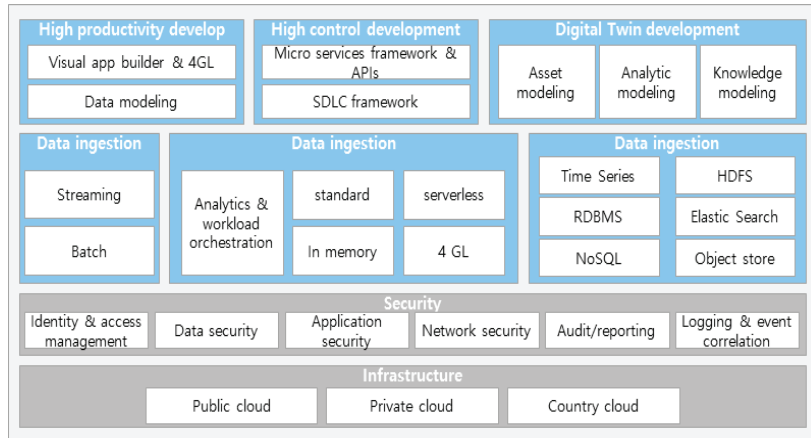 High productivity develop
Visual app builder & 4GL
Data modeling
High control development
Micro services framework &
APIs
SDLC framework
Digital Twin development
Asset
modeling
Analytic
modeling
Knowledge
modeling
Data ingestion
Streaming
Batch
Data ingestion
Analytics &
workload
orchestration
standard
serverless
In memory
4 GL
Data ingestion
Time Series
HDFS
RDBMS
Elastic Search
NoSQL
Object store
Security
Identity & access
management
Data security
Application
security
Network security
Audit/reporting
Logging & event
correlation
Infrastructure
Public cloud
Private cloud
Country cloud